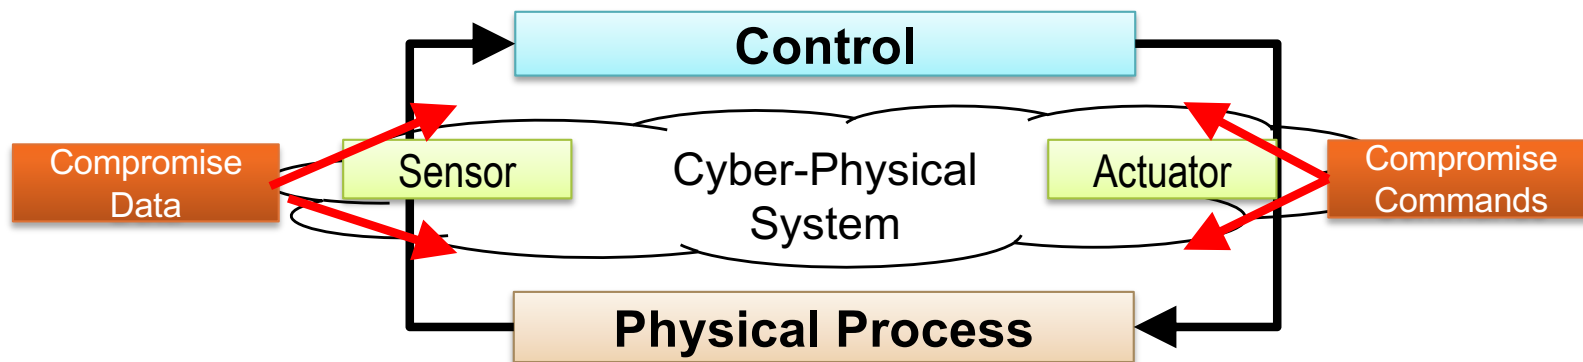 Control
Compromise
Data
Sensor
Cyber-Physical
System
Actuator
Compromise
Commands
Physical Process